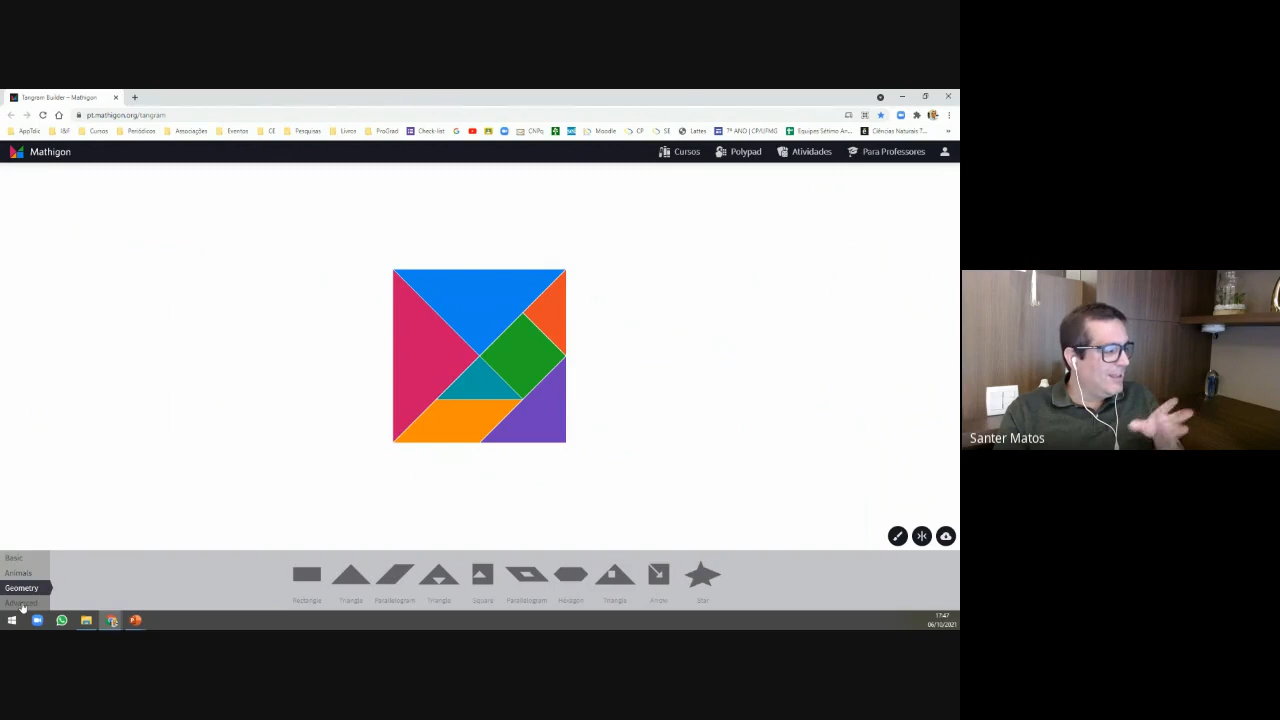 Tangram Builder – Mathigon
pt.mathigon.org/tangram
AppTdic I&F Cursos Periódicos Associações Eventos CE Pesquisas Livros ProGrad Check-list CNPq Moodle CP SE Lattes 7º ANO | CP/UFMG Equipes Sétimo An... Ciências Naturais 7... »
Mathigon Cursos Polypad Atividades Para Professores
Santer Matos
Basic
Animals
Geometry
Advanced
Rectangle Triangle Parallelogram Triangle Square Parallelogram Hexagon Triangle Arrow Star
17:47
06/10/2021